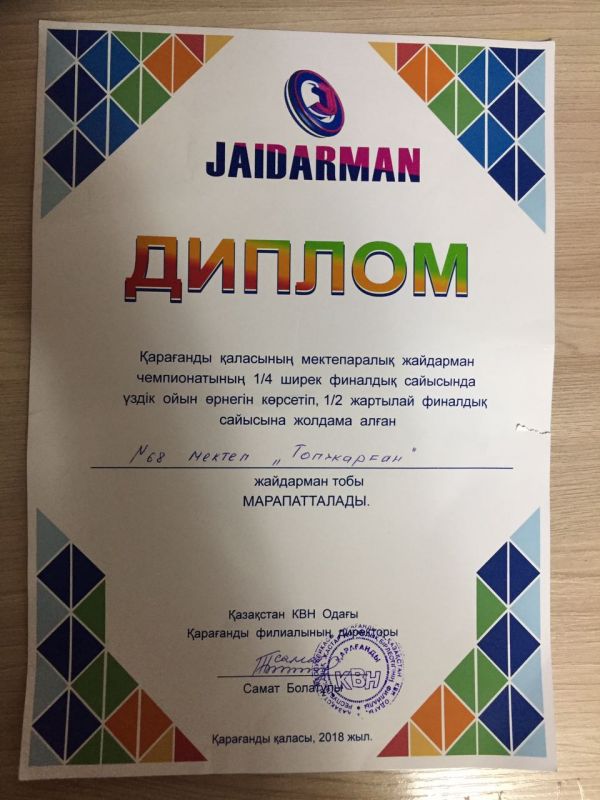 JAIDARMAN
ДИПЛОМ
Қарағанды қаласының мектепаралық жайдарман
чемпионатының 1/4 ширек финалдық сайысында
үздік ойын өрнегін көрсетіп, 1/2 жартылай финалдық
сайысына жолдама алған
№68 мектеп „Топжарған"
жайдарман тобы
МАРАПАТТАЛАДЫ.
Қазақстан КВН Одағы
Қарағанды филиалының директоры
Самат Болатұлы
ҚАРАҒАНДЫ
КВН
Қарағанды қаласы, 2018 жыл.